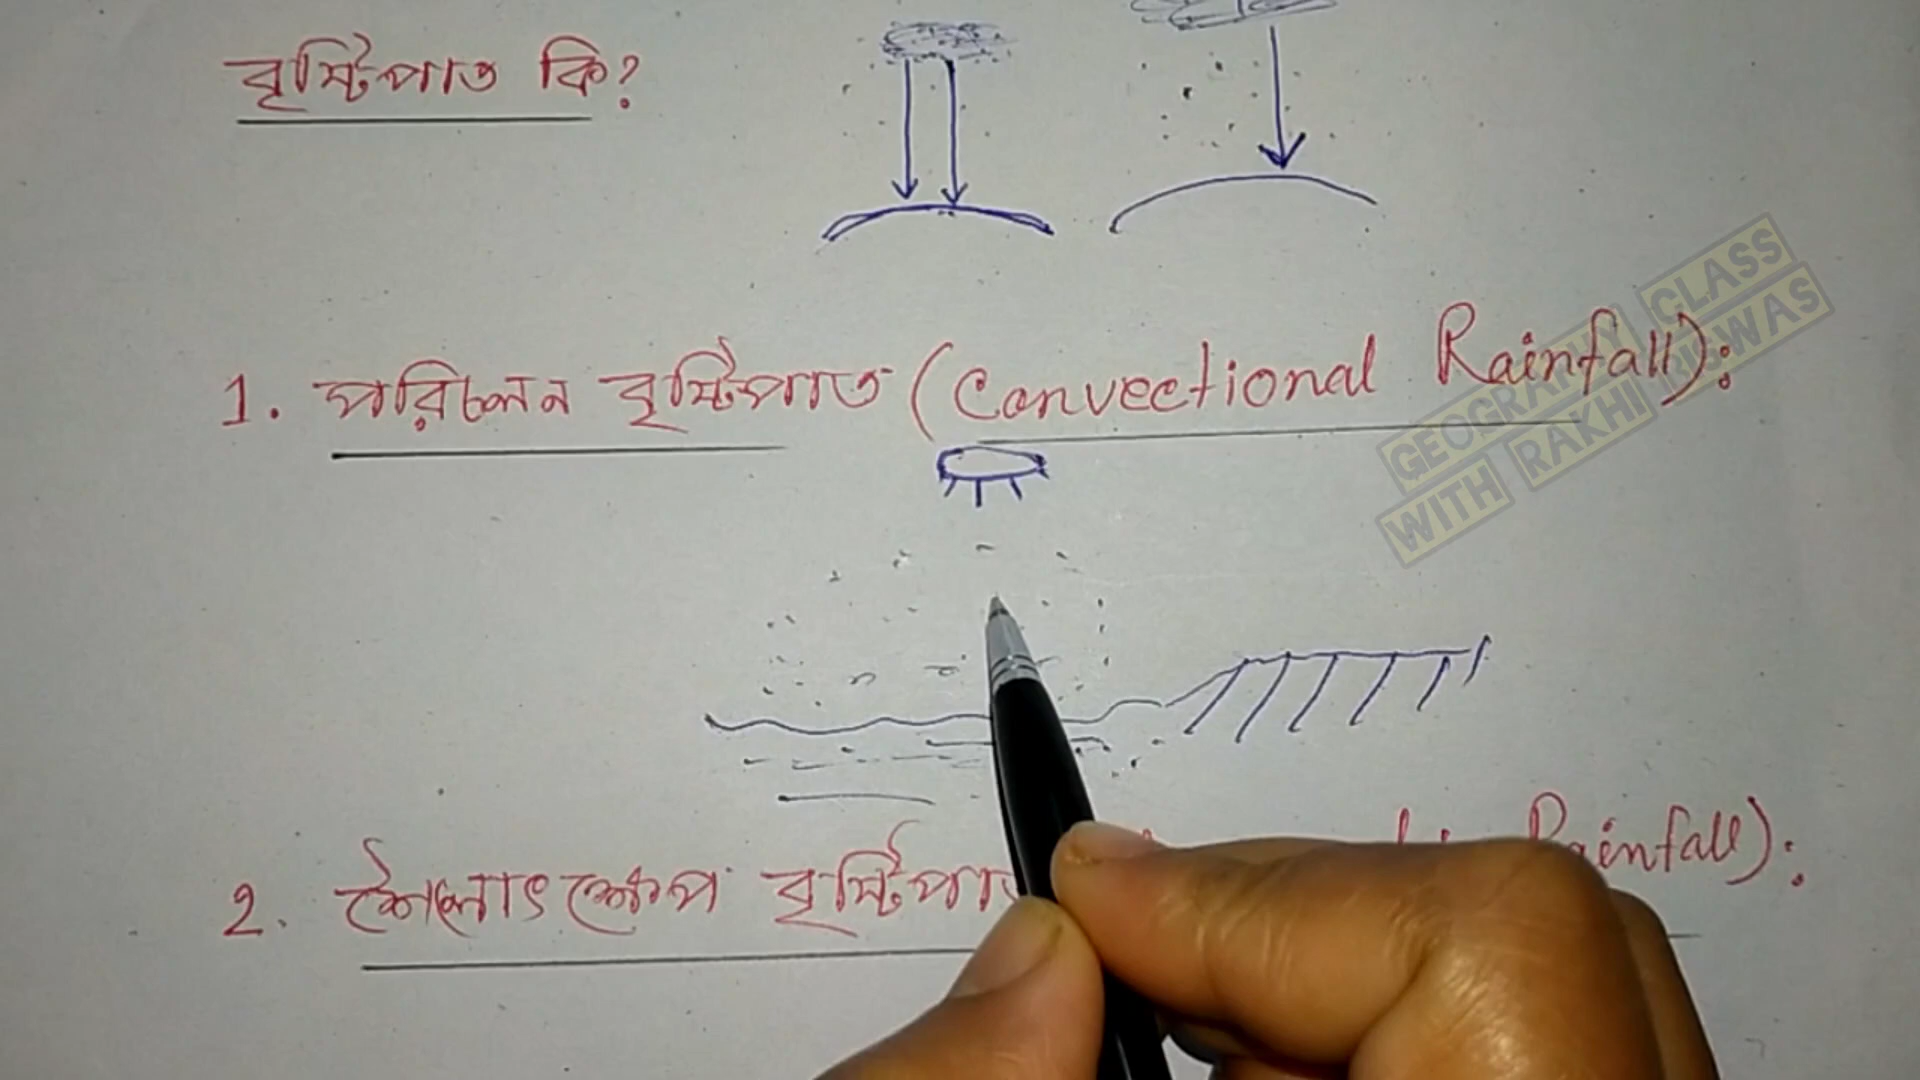 বৃষ্টিপাত কি?
1. পরিচলন বৃষ্টিপাত (Convectional Rainfall):
GEOGRAPHY CLASS
WITH RAKHI BISWAS
2. শৈলোৎক্ষেপ বৃষ্টিপাত Rainfall):